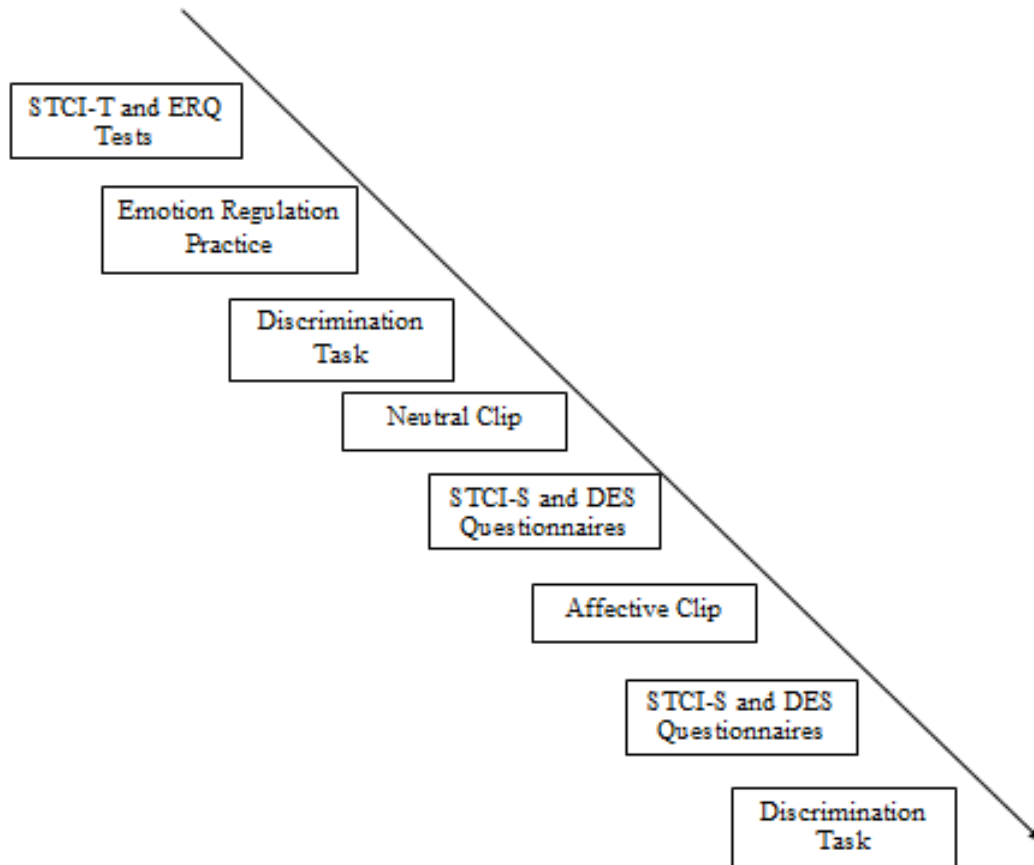 STCI-T and ERQ
Tests
Emotion Regulation
Practice
Discrimination
Task
Neutral Clip
STCI-S and DES
Questionnaires
Affective Clip
STCI-S and DES
Questionnaires
Discrimination
Task